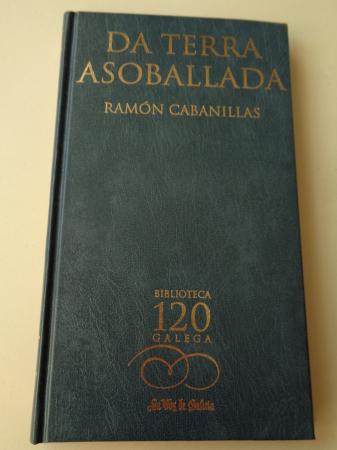 DA TERRA
ASOBALLADA
RAMÓN CABANILLAS
BIBLIOTECA
120
GALEGA
La Voz de Galicia